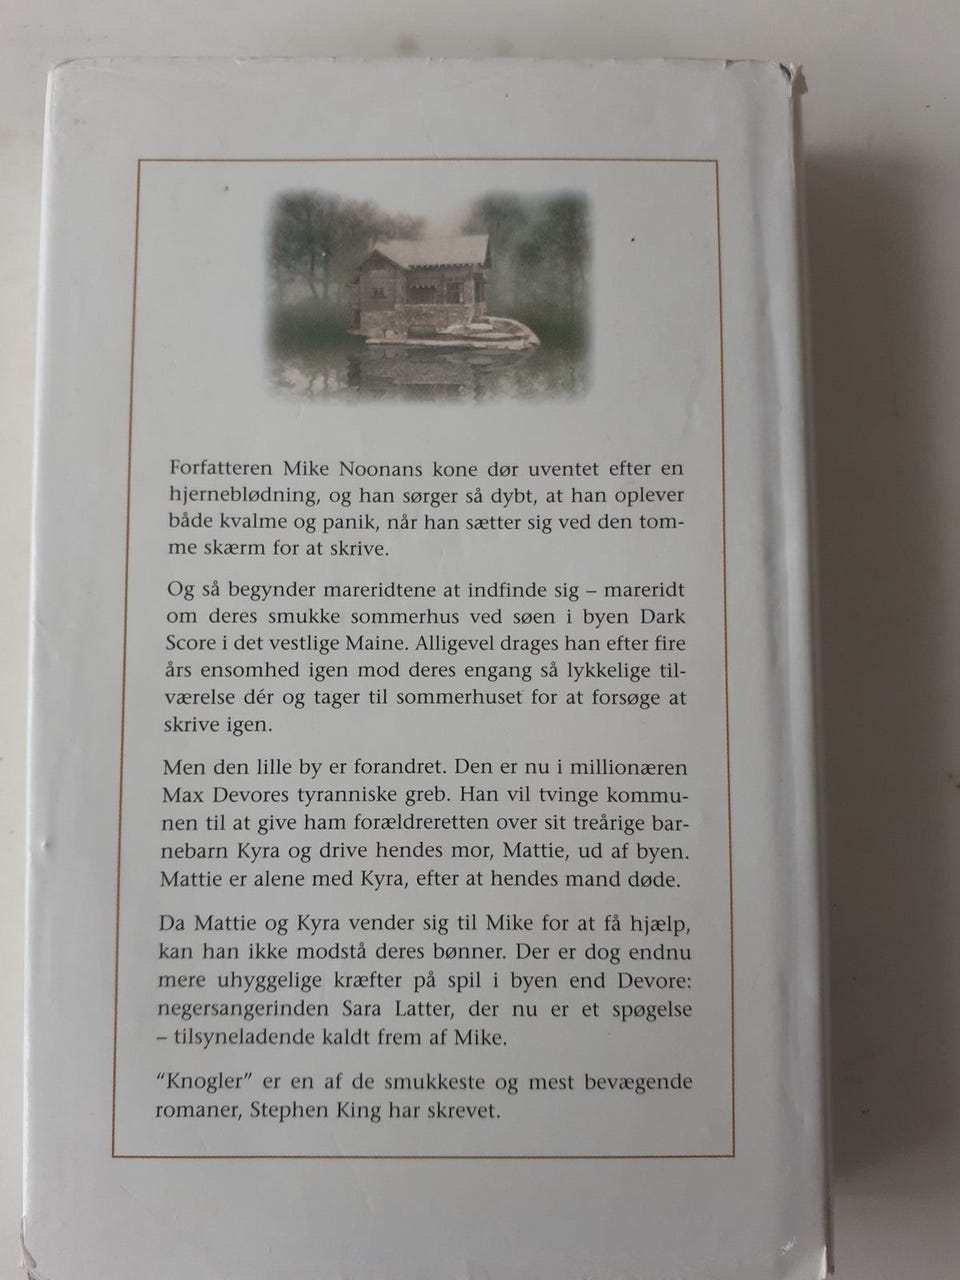 Forfatteren Mike Noonans kone dør uventet efter en
hjerneblødning, og han sørger så dybt, at han oplever
både kvalme og panik, når han sætter sig ved den tom-
me skærm for at skrive.
Og så begynder mareridtene at indfinde sig – mareridt
om deres smukke sommerhus ved søen i byen Dark
Score i det vestlige Maine. Alligevel drages han efter fire
års ensomhed igen mod deres engang så lykkelige til-
værelse dér og tager til sommerhuset for at forsøge at
skrive igen.
Men den lille by er forandret. Den er nu i millionæren
Max Devores tyranniske greb. Han vil tvinge kommu-
nen til at give ham forældreretten over sit treårige bar-
nebarn Kyra og drive hendes mor, Mattie, ud af byen.
Mattie er alene med Kyra, efter at hendes mand døde.
Da Mattie og Kyra vender sig til Mike for at få hjælp,
kan han ikke modstå deres bønner. Der er dog endnu
mere uhyggelige kræfter på spil i byen end Devore:
negersangerinden Sara Latter, der nu er et spøgelse
– tilsyneladende kaldt frem af Mike.
"Knogler" er en af de smukkeste og mest bevægende
romaner, Stephen King har skrevet.